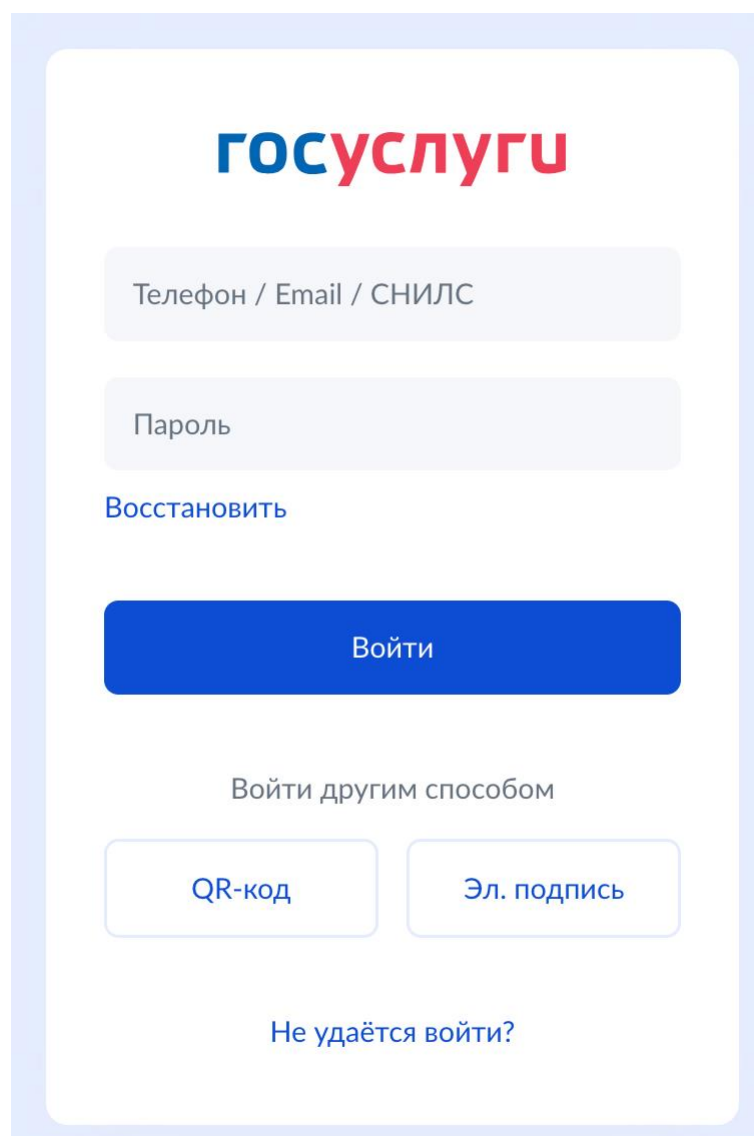 госуслуги
Телефон / Email / СНИЛС
Пароль
Восстановить
Войти
Войти другим способом
QR-код
Эл. подпись
Не удаётся войти?